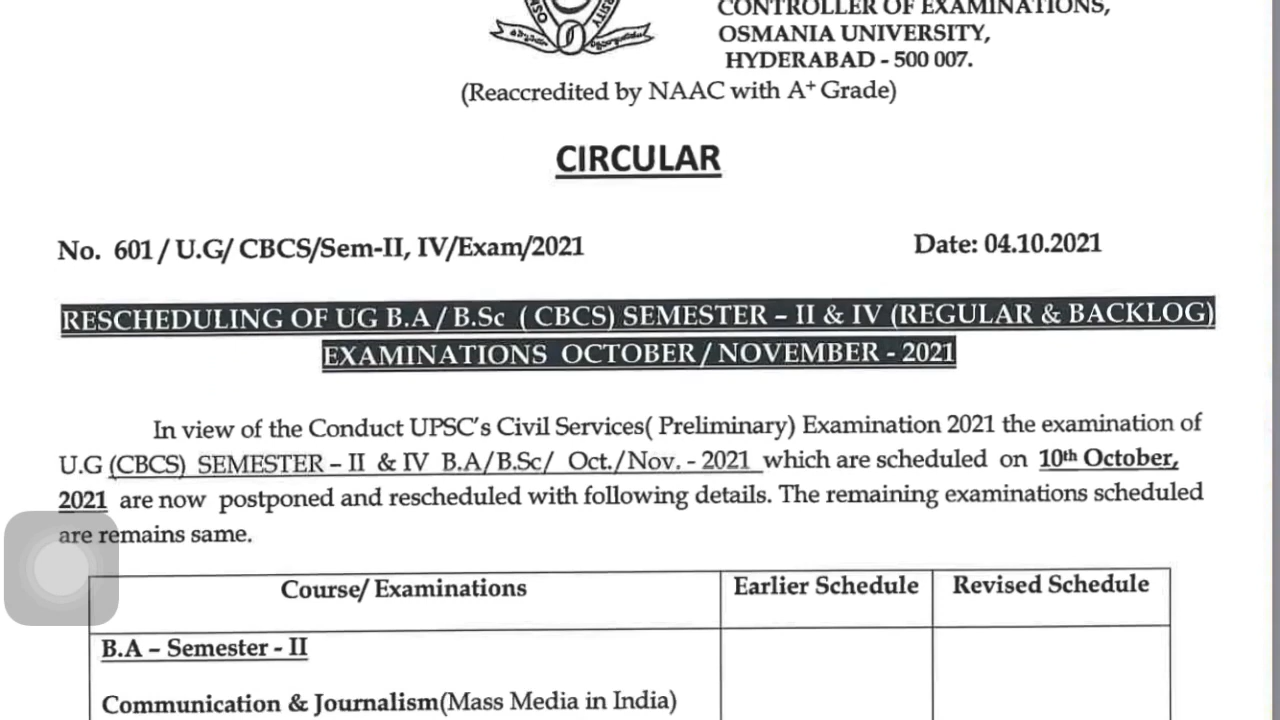 CONTROLLER OF EXAMINATIONS,
OSMANIA UNIVERSITY,
HYDERABAD - 500 007.
(Reaccredited by NAAC with A+ Grade)
CIRCULAR
No. 601 / U.G/ CBCS/Sem-II, IV/Exam/2021 Date: 04.10.2021
RESCHEDULING OF UG B.A / B.Sc ( CBCS) SEMESTER – II & IV (REGULAR & BACKLOG)
EXAMINATIONS OCTOBER / NOVEMBER - 2021
In view of the Conduct UPSC's Civil Services( Preliminary) Examination 2021 the examination of
U.G (CBCS) SEMESTER – II & IV B.A/B.Sc/ Oct./Nov. - 2021 which are scheduled on 10th October,
2021 are now postponed and rescheduled with following details. The remaining examinations scheduled
are remains same.
Course/ Examinations Earlier Schedule Revised Schedule
B.A – Semester - II
Communication & Journalism(Mass Media in India)